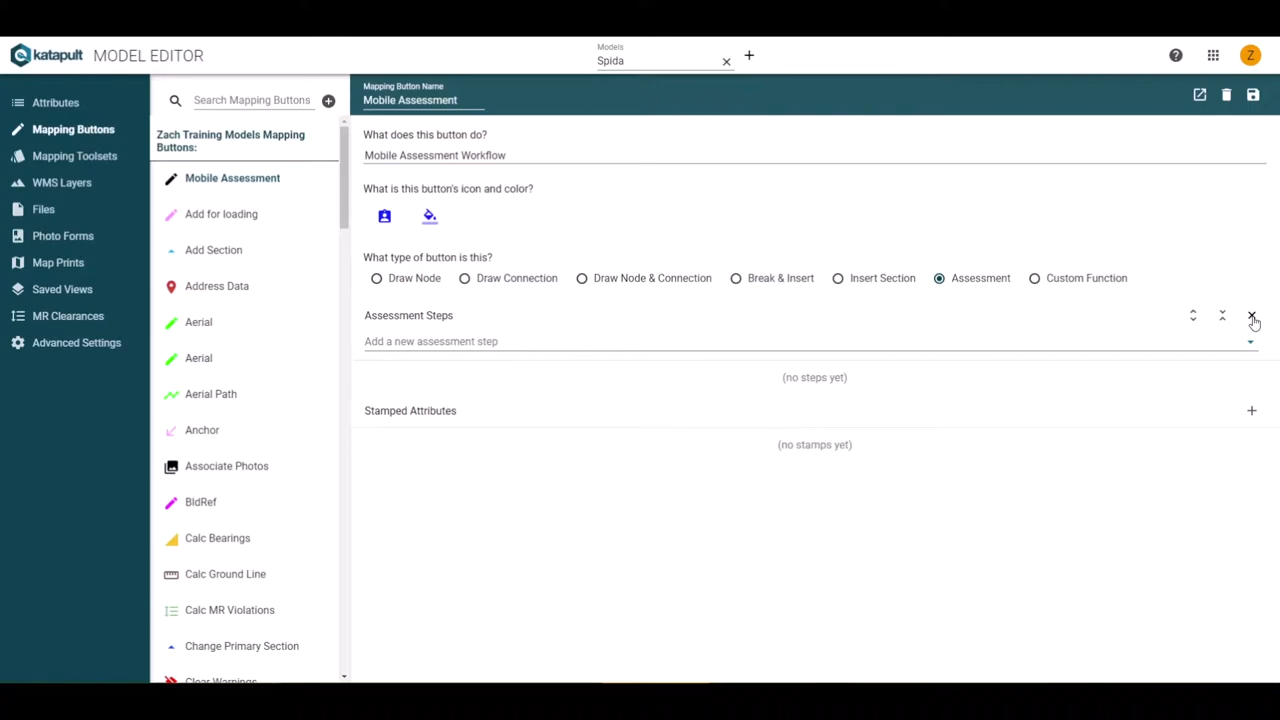 katapult MODEL EDITOR
Models
Spida
Z
Attributes
Mapping Buttons
Mapping Toolsets
WMS Layers
Files
Photo Forms
Map Prints
Saved Views
MR Clearances
Advanced Settings
Search Mapping Buttons
Zach Training Models Mapping
Buttons:
Mobile Assessment
Add for loading
Add Section
Address Data
Aerial
Aerial
Aerial Path
Anchor
Associate Photos
BldRef
Calc Bearings
Calc Ground Line
Calc MR Violations
Change Primary Section
Clear Warnings
Mapping Button Name
Mobile Assessment
What does this button do?
Mobile Assessment Workflow
What is this button's icon and color?
What type of button is this?
Draw Node Draw Connection Draw Node & Connection Break & Insert Insert Section Assessment Custom Function
Assessment Steps
Add a new assessment step
(no steps yet)
Stamped Attributes
(no stamps yet)